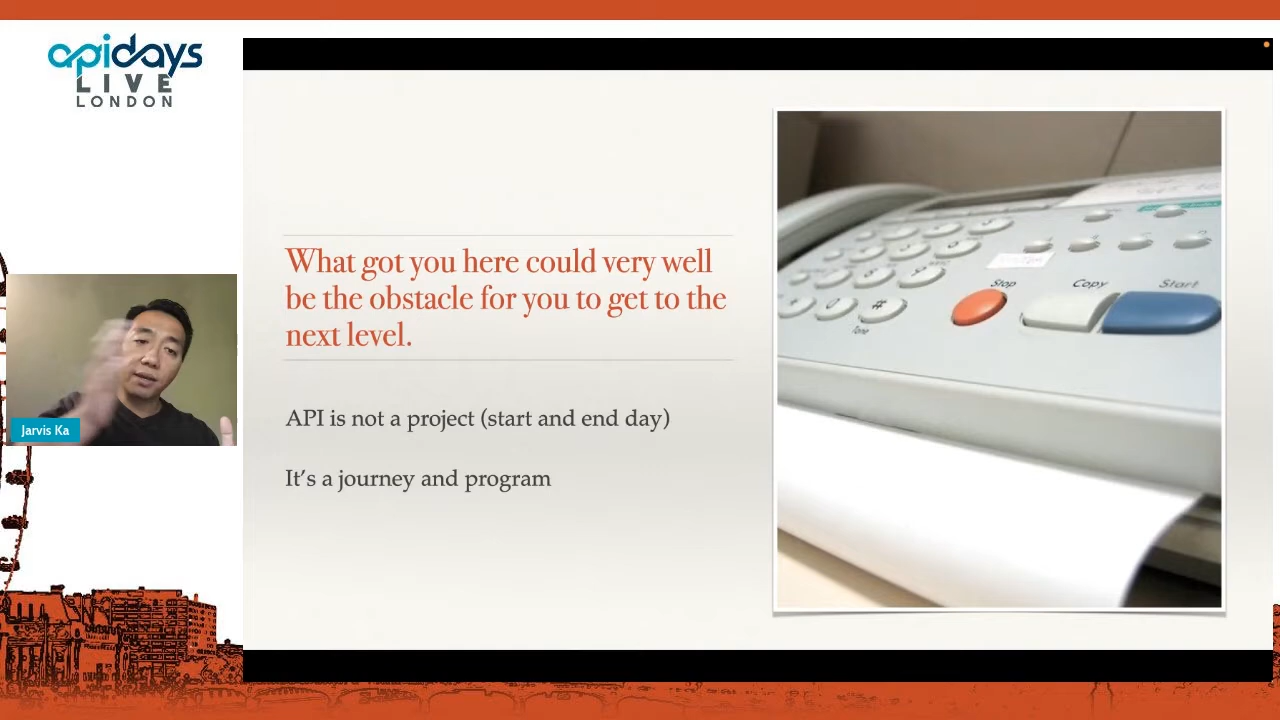 apidays
LIVE
LONDON
What got you here could very well
be the obstacle for you to get to the
next level.
API is not a project (start and end day)
It's a journey and program
Jarvis Ka
Stop
Copy
Start
Tone
#